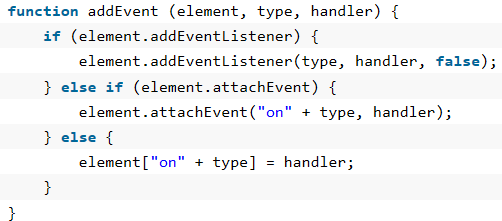 function addEvent (element, type, handler) {
    if (element.addEventListener) {
        element.addEventListener(type, handler, false);
    } else if (element.attachEvent) {
        element.attachEvent("on" + type, handler);
    } else {
        element["on" + type] = handler;
    }
}